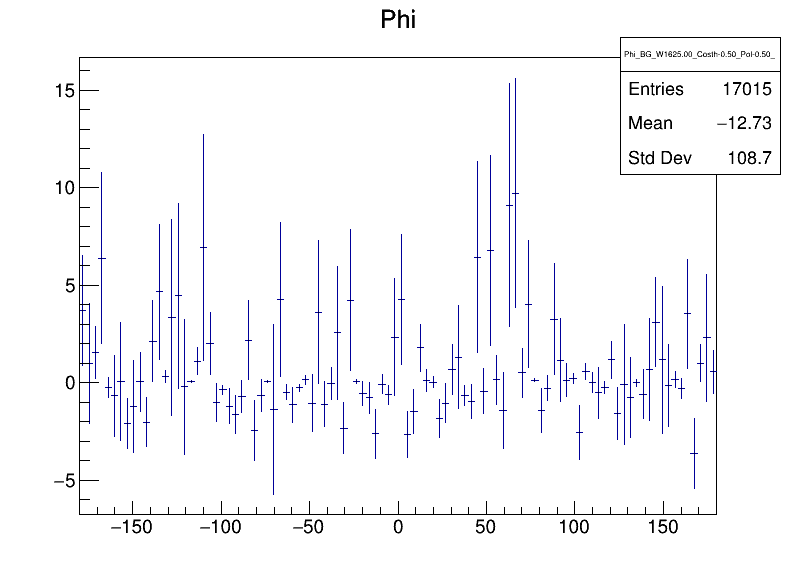 Phi
Phi_BG_W1625.00_Costh-0.50_Pol-0.50_
Entries 17015
Mean −12.73
Std Dev 108.7
15
10
5
0
−5
−150 −100 −50 0 50 100 150